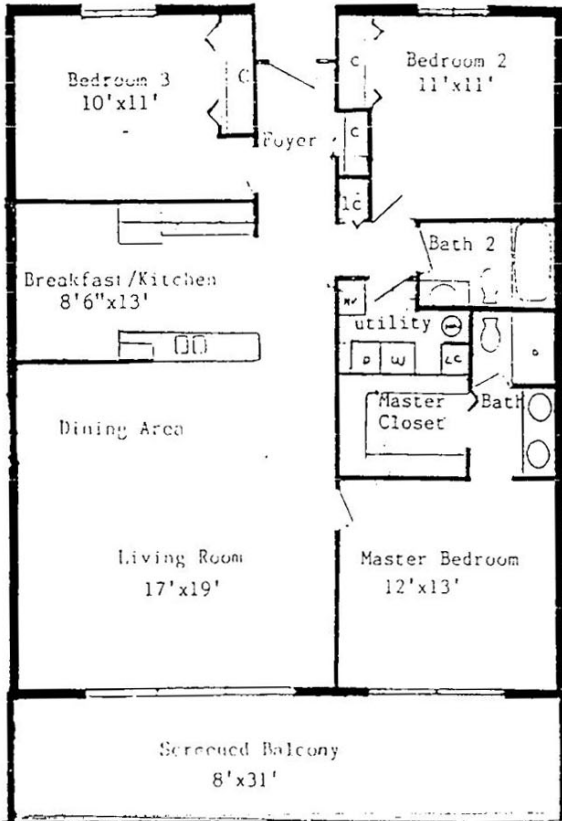 Bedroom 3
10'x11'
C
C
Bedroom 2
11'x11'
Foyer
C
lc
Bath 2
Breakfast/Kitchen
8'6"x13'
utility
D
W
LC
Dining Area
Master
Closet
Bath
Living Room
17'x19'
Master Bedroom
12'x13'
Screened Balcony
8'x31'